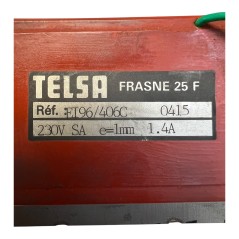 TELSA FRASNE 25 F
Réf. ET96/406C 0415
230V SA e=1mm 1.4A